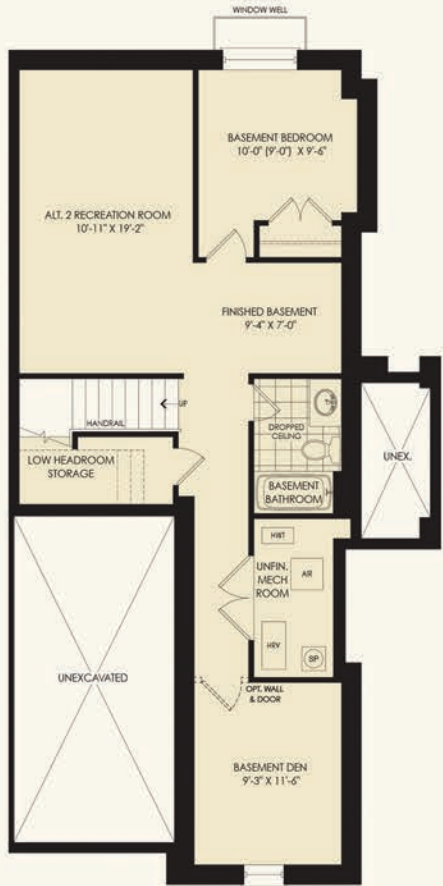 WINDOW WELL
BASEMENT BEDROOM
10'-0" (9'-0") X 9'-6"
ALT. 2 RECREATION ROOM
10'-11" X 19'-2"
FINISHED BASEMENT
9'-4" X 7'-0"
UP
HANDRAIL
DROPPED
CEILING
LOW HEADROOM
STORAGE
UNEX.
BASEMENT
BATHROOM
HWT
UNFIN.
MECH
ROOM
AR
HRV
BP
UNEXCAVATED
OPT. WALL
& DOOR
BASEMENT DEN
9'-3" X 11'-6"